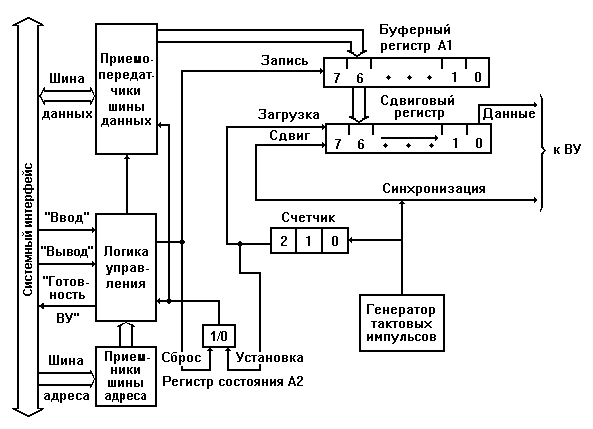 Системный интерфейс
Шина
данных
"Ввод"
"Вывод"
"Готов-
ность
ВУ"
Шина
адреса
Приемо-
передат-
чики
шины
данных
Логика
управ-
ления
Прием-
ники
шины
адреса
Буферный
регистр А1
Запись
7 6 • • • 1 0
Сдвиговый
регистр
Загрузка
Сдвиг
7 6 • • • 1 0
Данные
к ВУ
Синхронизация
Счетчик
2 1 0
Генератор
тактовых
импульсов
1/0
Сброс
Установка
Регистр состояния А2